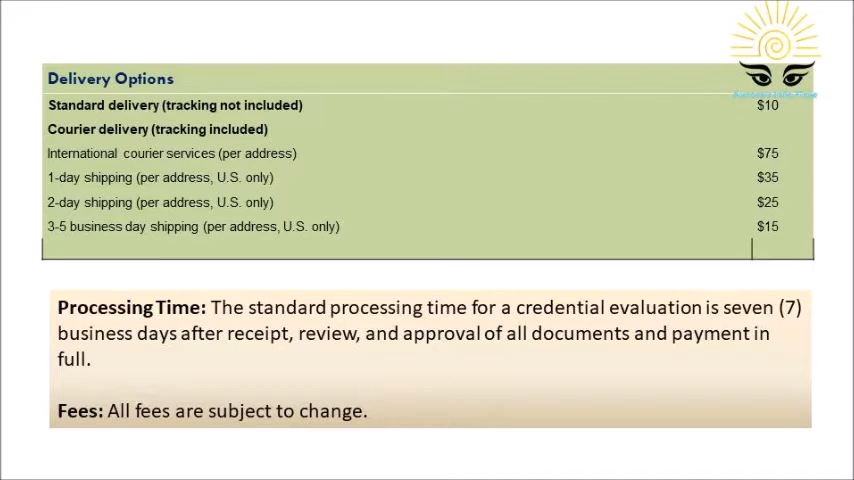 Delivery Options
Standard delivery (tracking not included) $10
Courier delivery (tracking included)
International courier services (per address) $75
1-day shipping (per address, U.S. only) $35
2-day shipping (per address, U.S. only) $25
3-5 business day shipping (per address, U.S. only) $15
Processing Time: The standard processing time for a credential evaluation is seven (7)
business days after receipt, review, and approval of all documents and payment in
full.
Fees: All fees are subject to change.